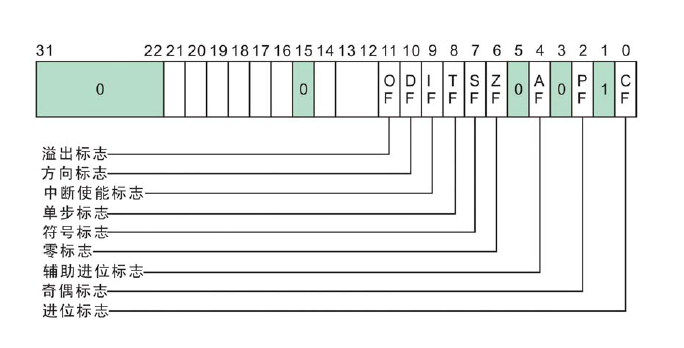 31 22 21 20 19 18 17 16 15 14 13 12 11 10 9 8 7 6 5 4 3 2 1 0
0 0 OF DF IF TF SF ZF 0 AF 0 PF 1 CF
溢出标志
方向标志
中断使能标志
单步标志
符号标志
零标志
辅助进位标志
奇偶标志
进位标志